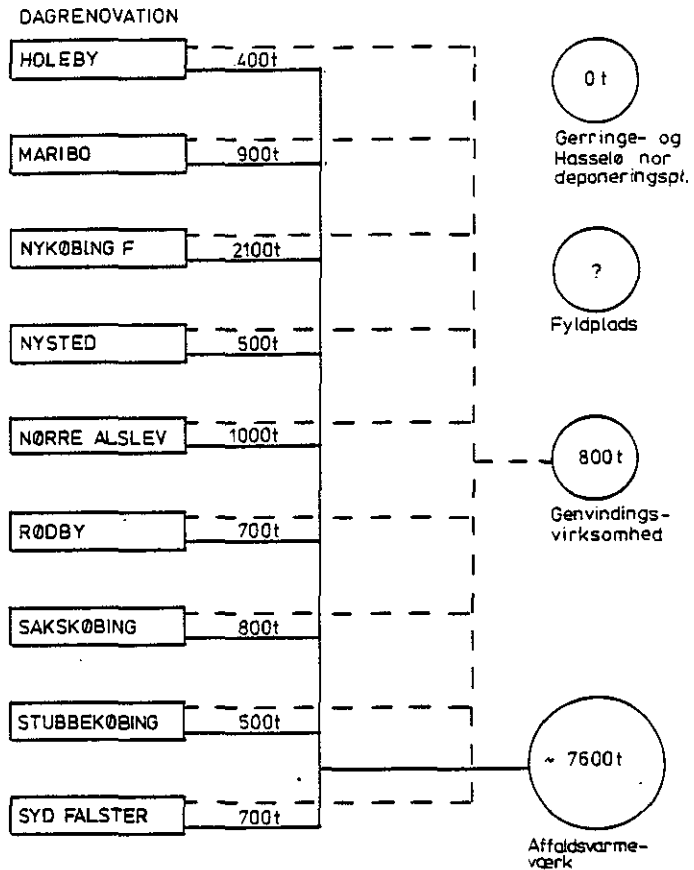 DAGRENOVATION
HOLEBY
400t
MARIBO
900t
NYKØBING F
2100t
NYSTED
500t
NØRRE ALSLEV
1000t
RØDBY
700t
SAKSKØBING
800t
STUBBEKØBING
500t
SYD FALSTER
700t
0 t
Gerringe- og
Hasselø nor
deponeringspl.
?
Fyldplads
800t
Genvindings-
virksomhed
~ 7600t
Affaldsvarme-
værk